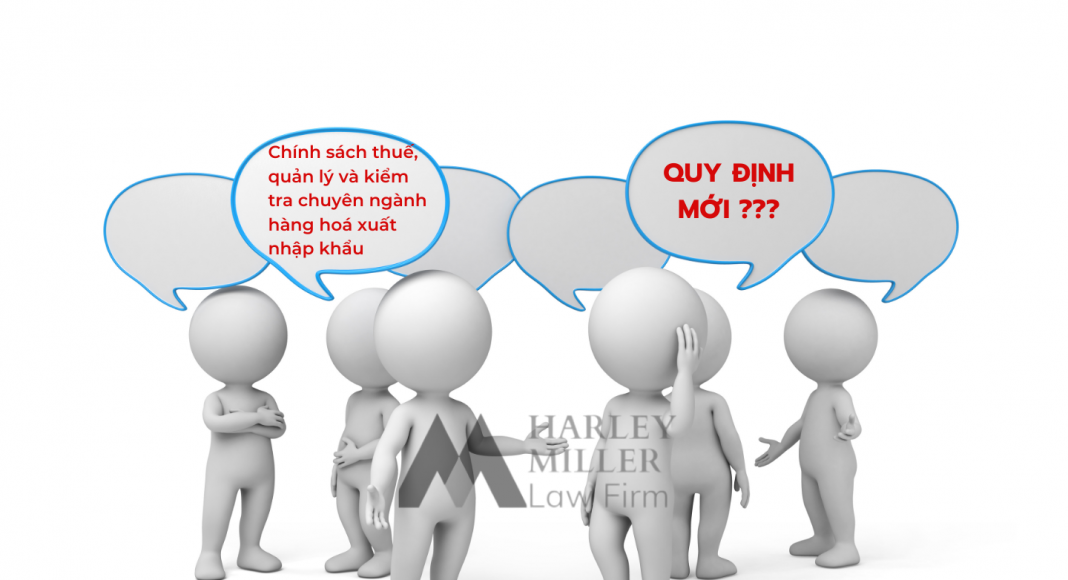 Chính sách thuế,
quản lý và kiểm
tra chuyên ngành
hàng hoá xuất
nhập khẩu
QUY ĐỊNH
MỚI ???
HARLEY
MILLER
Law Firm